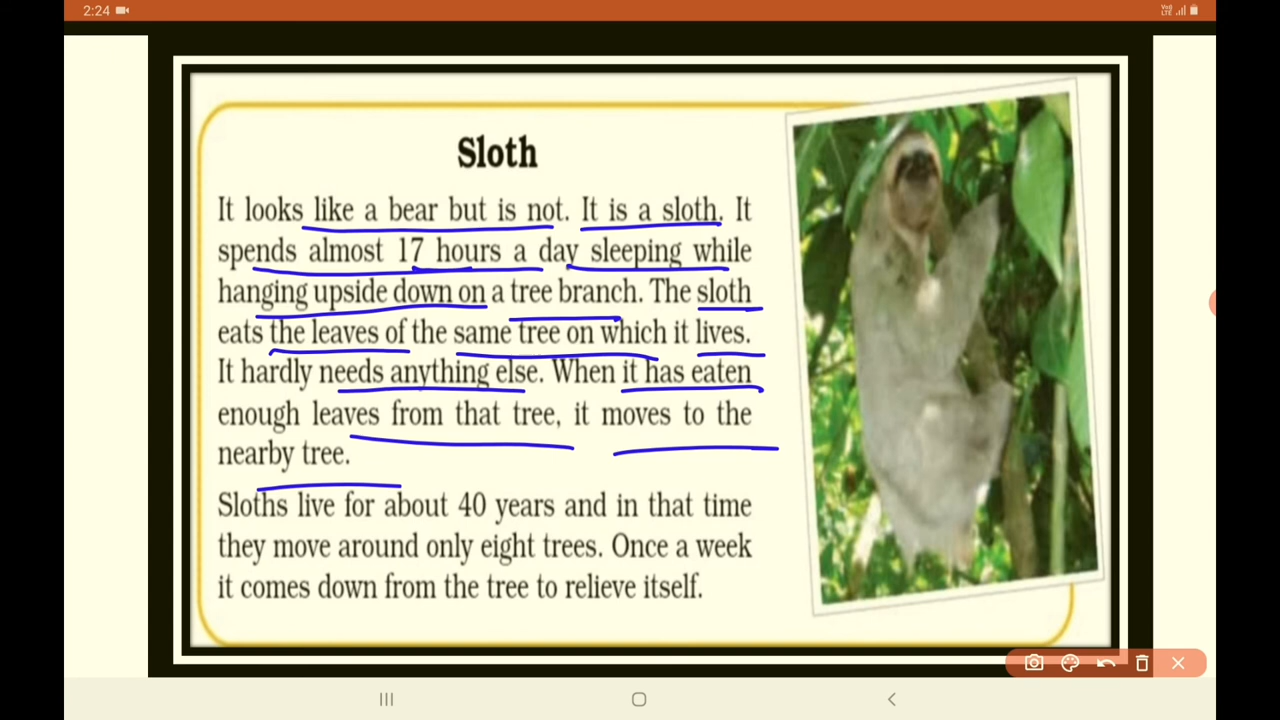 2:24
Vo)) LTE
Sloth
It looks like a bear but is not. It is a sloth. It
spends almost 17 hours a day sleeping while
hanging upside down on a tree branch. The sloth
eats the leaves of the same tree on which it lives.
It hardly needs anything else. When it has eaten
enough leaves from that tree, it moves to the
nearby tree.
Sloths live for about 40 years and in that time
they move around only eight trees. Once a week
it comes down from the tree to relieve itself.